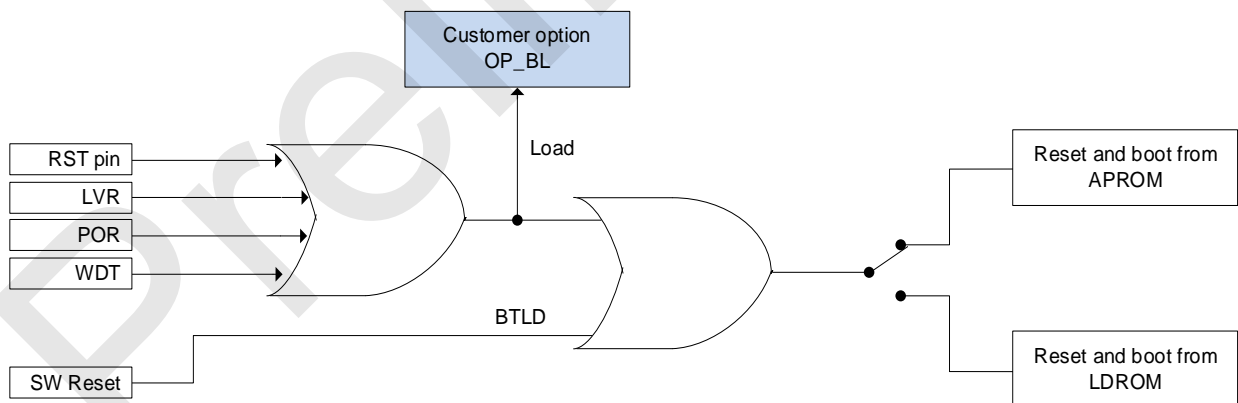 Customer option
OP_BL
Load
RST pin
LVR
POR
WDT
BTLD
SW Reset
Reset and boot from
APROM
Reset and boot from
LDROM